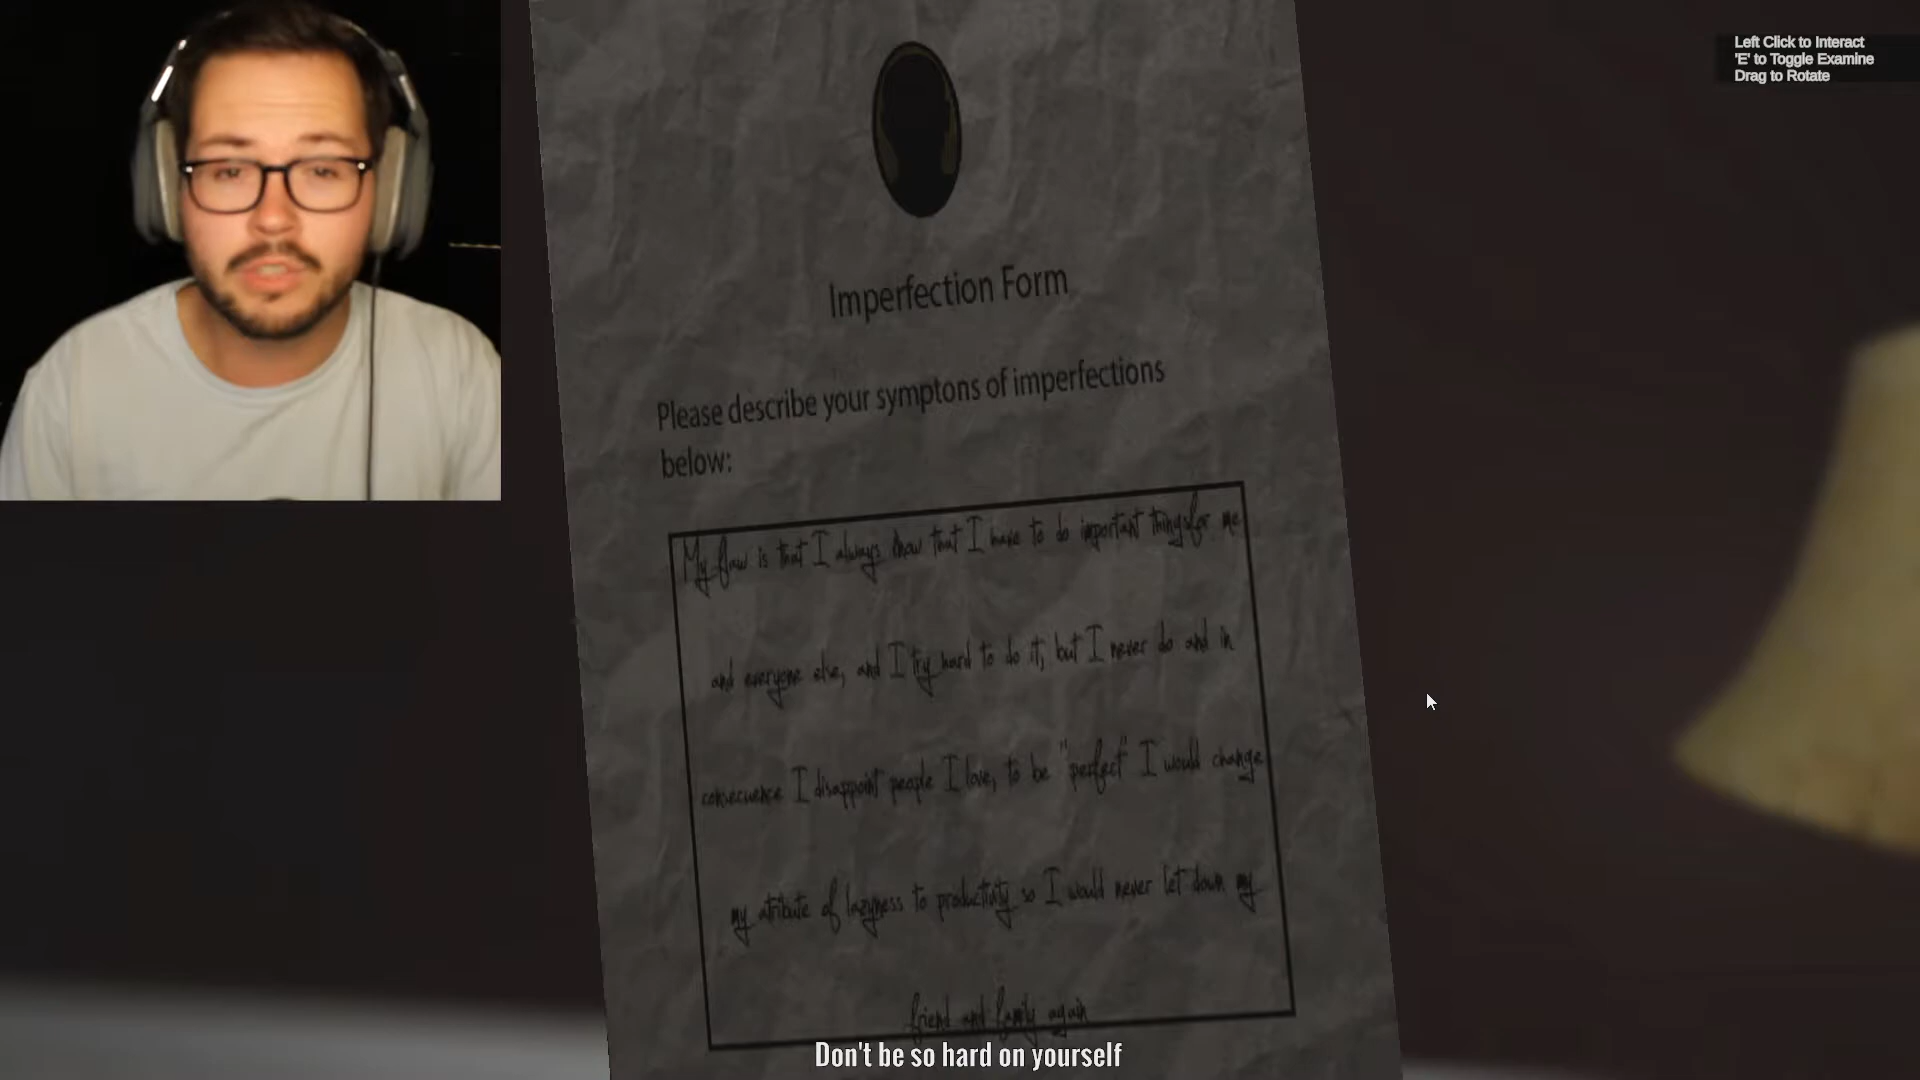 Left Click to Interact
'E' to Toggle Examine
Drag to Rotate
Imperfection Form
Please describe your symptons of imperfections
below:
My flaw is that I always know that I have to do important things for me
and everyone else, and I try hard to do it, but I never do and in
consecuence I disappoint people I love, to be "perfect" I would change
my atribute of lazyness to productivity so I would never let down my
friend and family again
Don't be so hard on yourself